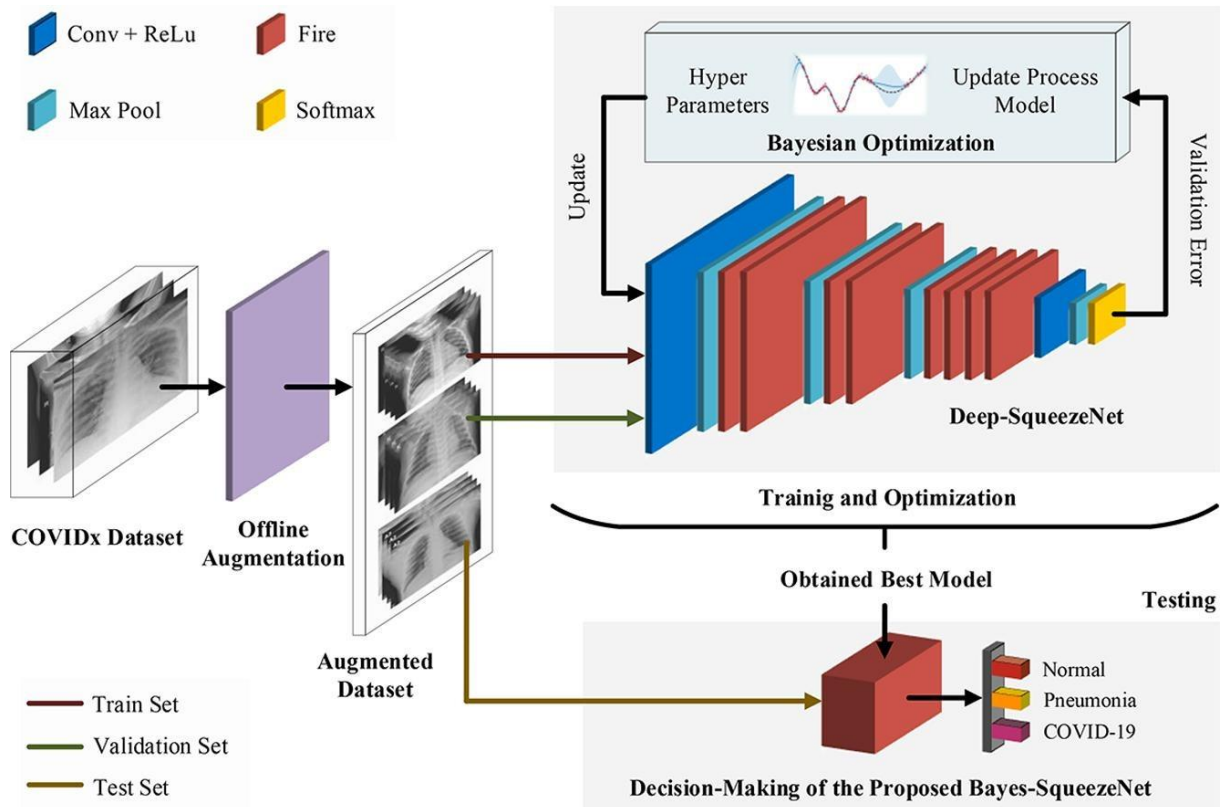 Conv + ReLu
Fire
Max Pool
Softmax
Hyper
Parameters
Update Process
Model
Bayesian Optimization
Update
Validation Error
Deep-SqueezeNet
COVIDx Dataset
Offline
Augmentation
Augmented
Dataset
Trainig and Optimization
Obtained Best Model
Testing
Normal
Pneumonia
COVID-19
Decision-Making of the Proposed Bayes-SqueezeNet
Train Set
Validation Set
Test Set